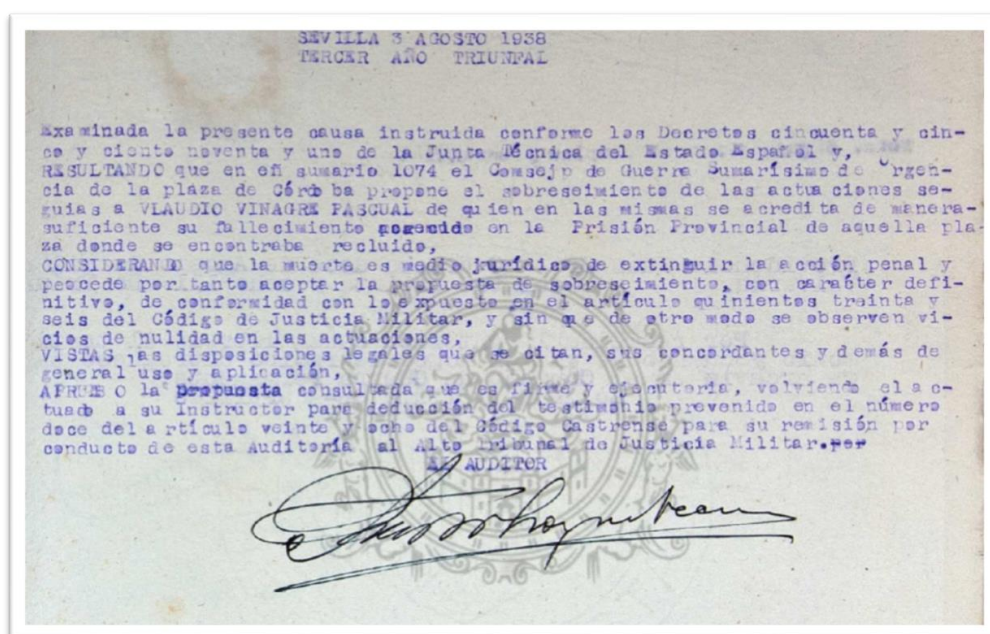 SEVILLA 3 AGOSTO 1938
TERCER AÑO TRIUNFAL
Examinada la presente causa instruida conforme los Decretos cincuenta y cin-
co y ciento noventa y uno de la Junta Técnica del Estado Español y,
RESULTANDO que en eñ sumario 1074 el Comsejo de Guerra Sumarísimo de Urgen-
cia de la plaza de Córdoba propone el sobreseimiento de las actuaciones se-
guias a VLAUDIO VINAGRE PASCUAL de quien en las mismas se acredita de manera-
suficiente su fallecimiento acaecido en la Prisión Provincial de aquella pla-
za donde se encontraba recluido,
CONSIDERANDO que la muerte es medio jurídico de extinguir la acción penal y
procede por tanto aceptar la propuesta de sobreseimiento, con carácter defi-
nitivo, de conformidad con lo expuesto en el artículo quinientos treinta y
seis del Código de Justicia Militar, y sin que de otro modo se observen vi-
cios de nulidad en las actuaciones,
VISTAS las disposiciones legales que se citan, sus concordantes y demás de
general uso y aplicación,
APRUEBO la propuesta consultada que es firme y ejecutoria, volviendo el ac-
tuado a su Instructor para deducción del testimonio prevenido en el número
doce del artículo veinte y ocho del Código Castrense para su remisión por
conducto de esta Auditoría al Alto Tribunal de Justicia Militar.por
EL AUDITOR